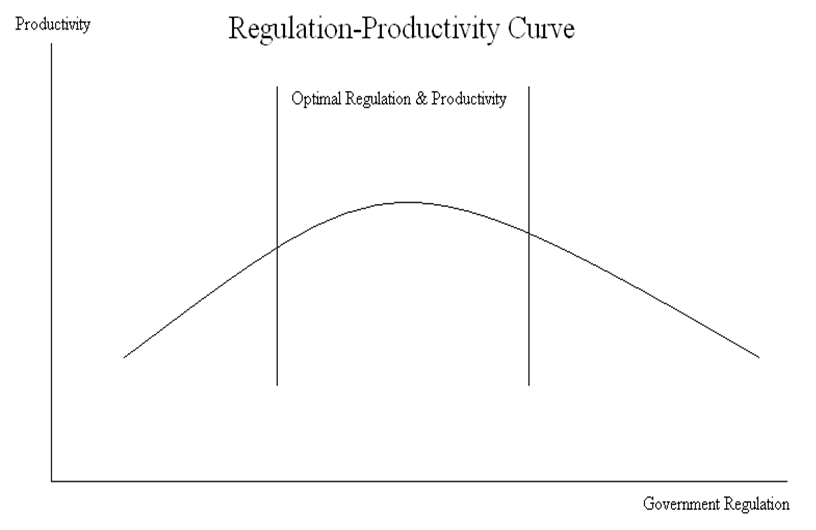 Productivity
Regulation-Productivity Curve
Optimal Regulation & Productivity
Government Regulation